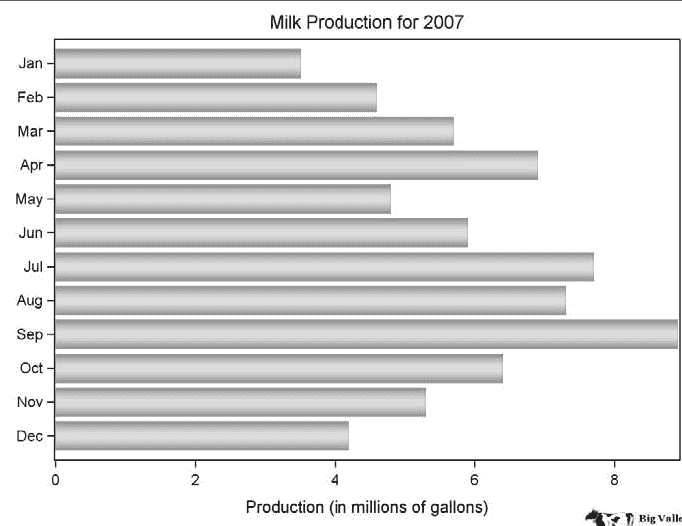 Milk Production for 2007
Jan
Feb
Mar
Apr
May
Jun
Jul
Aug
Sep
Oct
Nov
Dec
0 2 4 6 8
Production (in millions of gallons)
Big